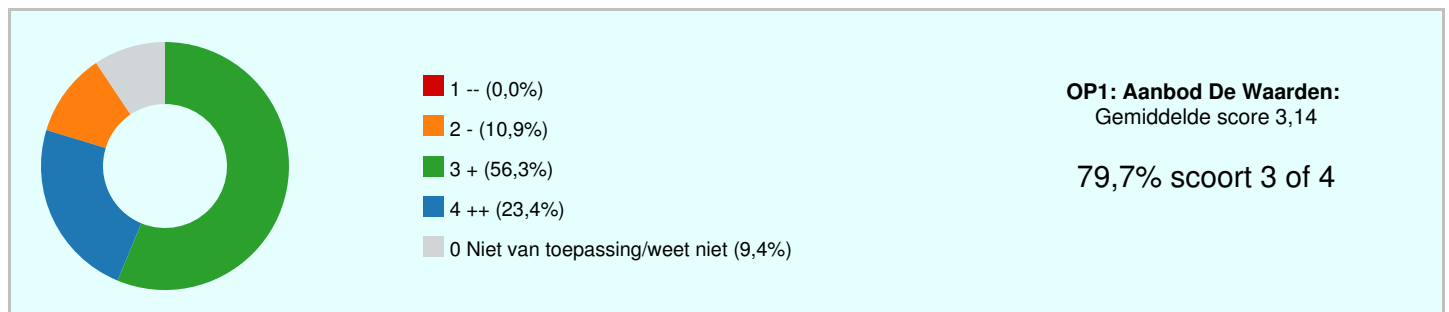 1 -- (0,0%)
2 - (10,9%)
3 + (56,3%)
4 ++ (23,4%)
0 Niet van toepassing/weet niet (9,4%)
OP1: Aanbod De Waarden:
Gemiddelde score 3,14
79,7% scoort 3 of 4